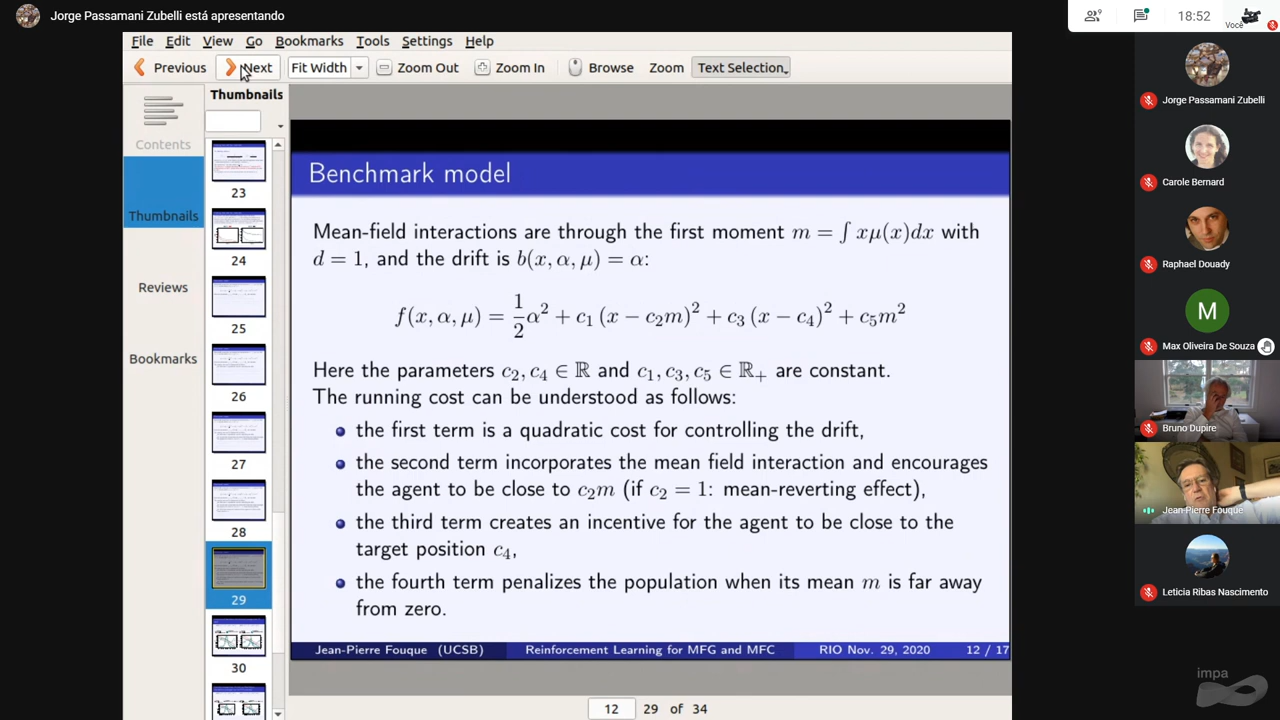 Jorge Passamani Zubelli está apresentando
9
18:52
Você
File Edit View Go Bookmarks Tools Settings Help
Previous Next Fit Width Zoom Out Zoom In Browse Zoom Text Selection
Contents
Thumbnails
Reviews
Bookmarks
Thumbnails
23
24
25
26
27
28
29
30
Benchmark model
Mean-field interactions are through the first moment m = ∫ xμ(x)dx with
d = 1, and the drift is b(x, α, μ) = α:
f(x, α, μ) = 1/2 α² + c₁ (x − c₂m)² + c₃ (x − c₄)² + c₅m²
Here the parameters c₂, c₄ ∈ ℝ and c₁, c₃, c₅ ∈ ℝ₊ are constant.
The running cost can be understood as follows:
the first term is a quadratic cost for controlling the drift,
the second term incorporates the mean field interaction and encourages
the agent to be close to c₂m (if c₂ = 1: mean-reverting effect),
the third term creates an incentive for the agent to be close to the
target position c₄,
the fourth term penalizes the population when its mean m is far away
from zero.
Jean-Pierre Fouque (UCSB) Reinforcement Learning for MFG and MFC RIO Nov. 29, 2020 12 / 17
12 29 of 34
Jorge Passamani Zubelli
Carole Bernard
Raphael Douady
M
Max Oliveira De Souza
Bruno Dupire
Jean-Pierre Fouque
Leticia Ribas Nascimento
impa